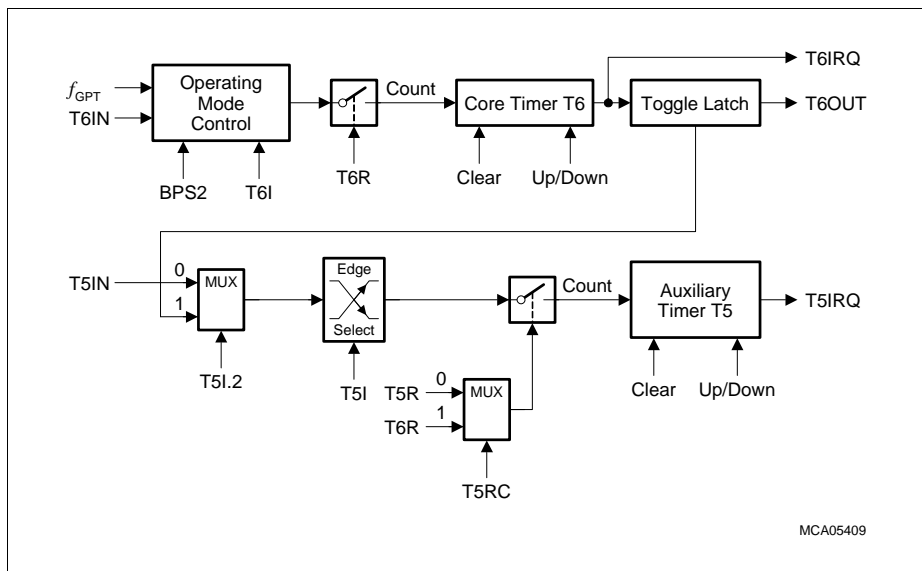 T6IRQ
Operating
Mode
Control
f GPT
T6IN
Count
Core Timer T6
Toggle Latch
T6OUT
BPS2
T6I
T6R
Clear
Up/Down
T5IN
0
1
MUX
T5I.2
Edge
Select
T5I
Count
Auxiliary
Timer T5
T5IRQ
T5R
0
T6R
1
MUX
T5RC
Clear
Up/Down
MCA05409